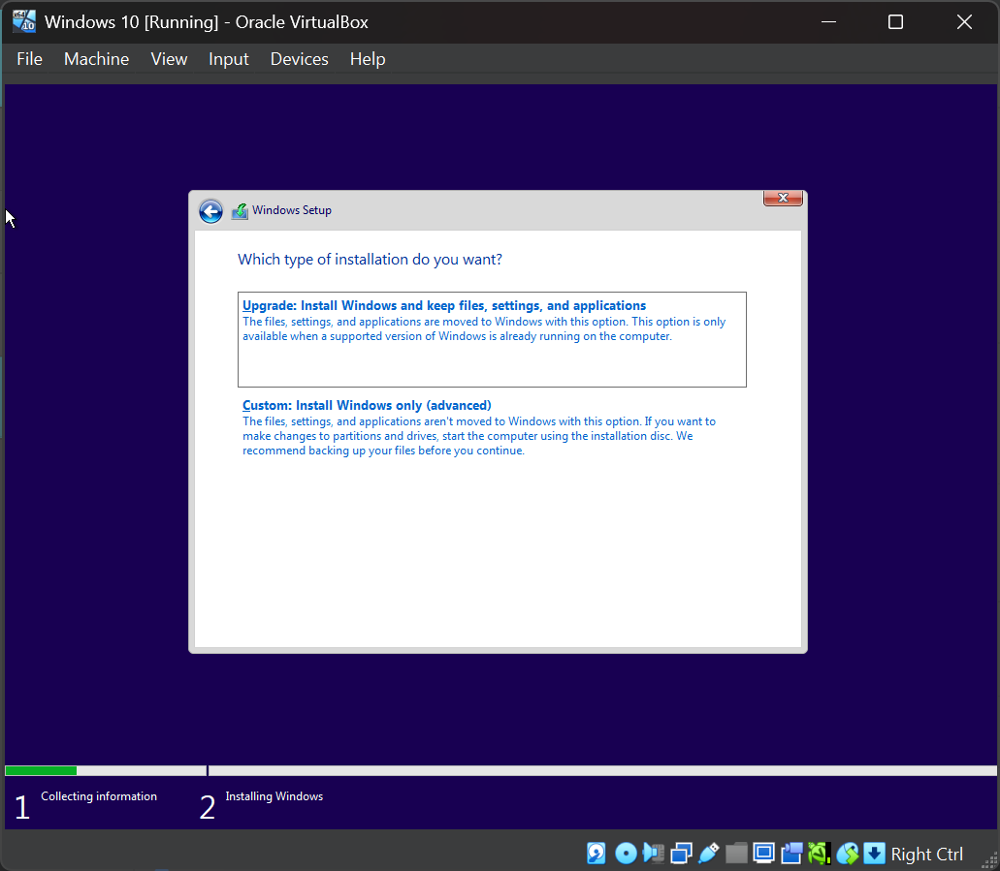 Windows 10 [Running] - Oracle VirtualBox
File Machine View Input Devices Help
Windows Setup
Which type of installation do you want?
Upgrade: Install Windows and keep files, settings, and applications
The files, settings, and applications are moved to Windows with this option. This option is only
available when a supported version of Windows is already running on the computer.
Custom: Install Windows only (advanced)
The files, settings, and applications aren't moved to Windows with this option. If you want to
make changes to partitions and drives, start the computer using the installation disc. We
recommend backing up your files before you continue.
1 Collecting information 2 Installing Windows
Right Ctrl